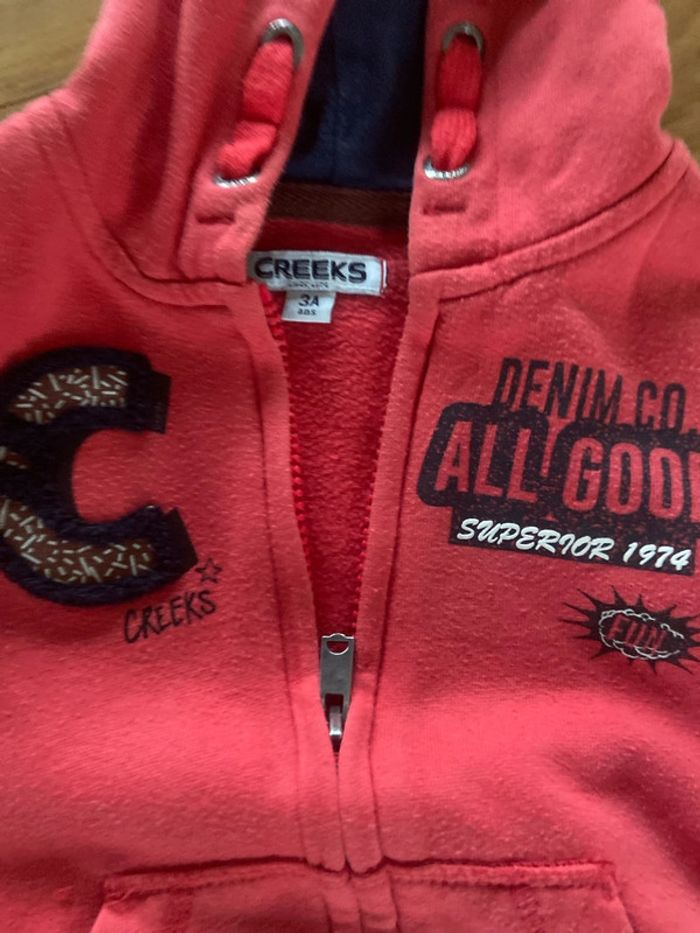 CREEKS
3A
ans
C
CREEKS
DENIM CO.
ALL GOOD
SUPERIOR 1974
FUN